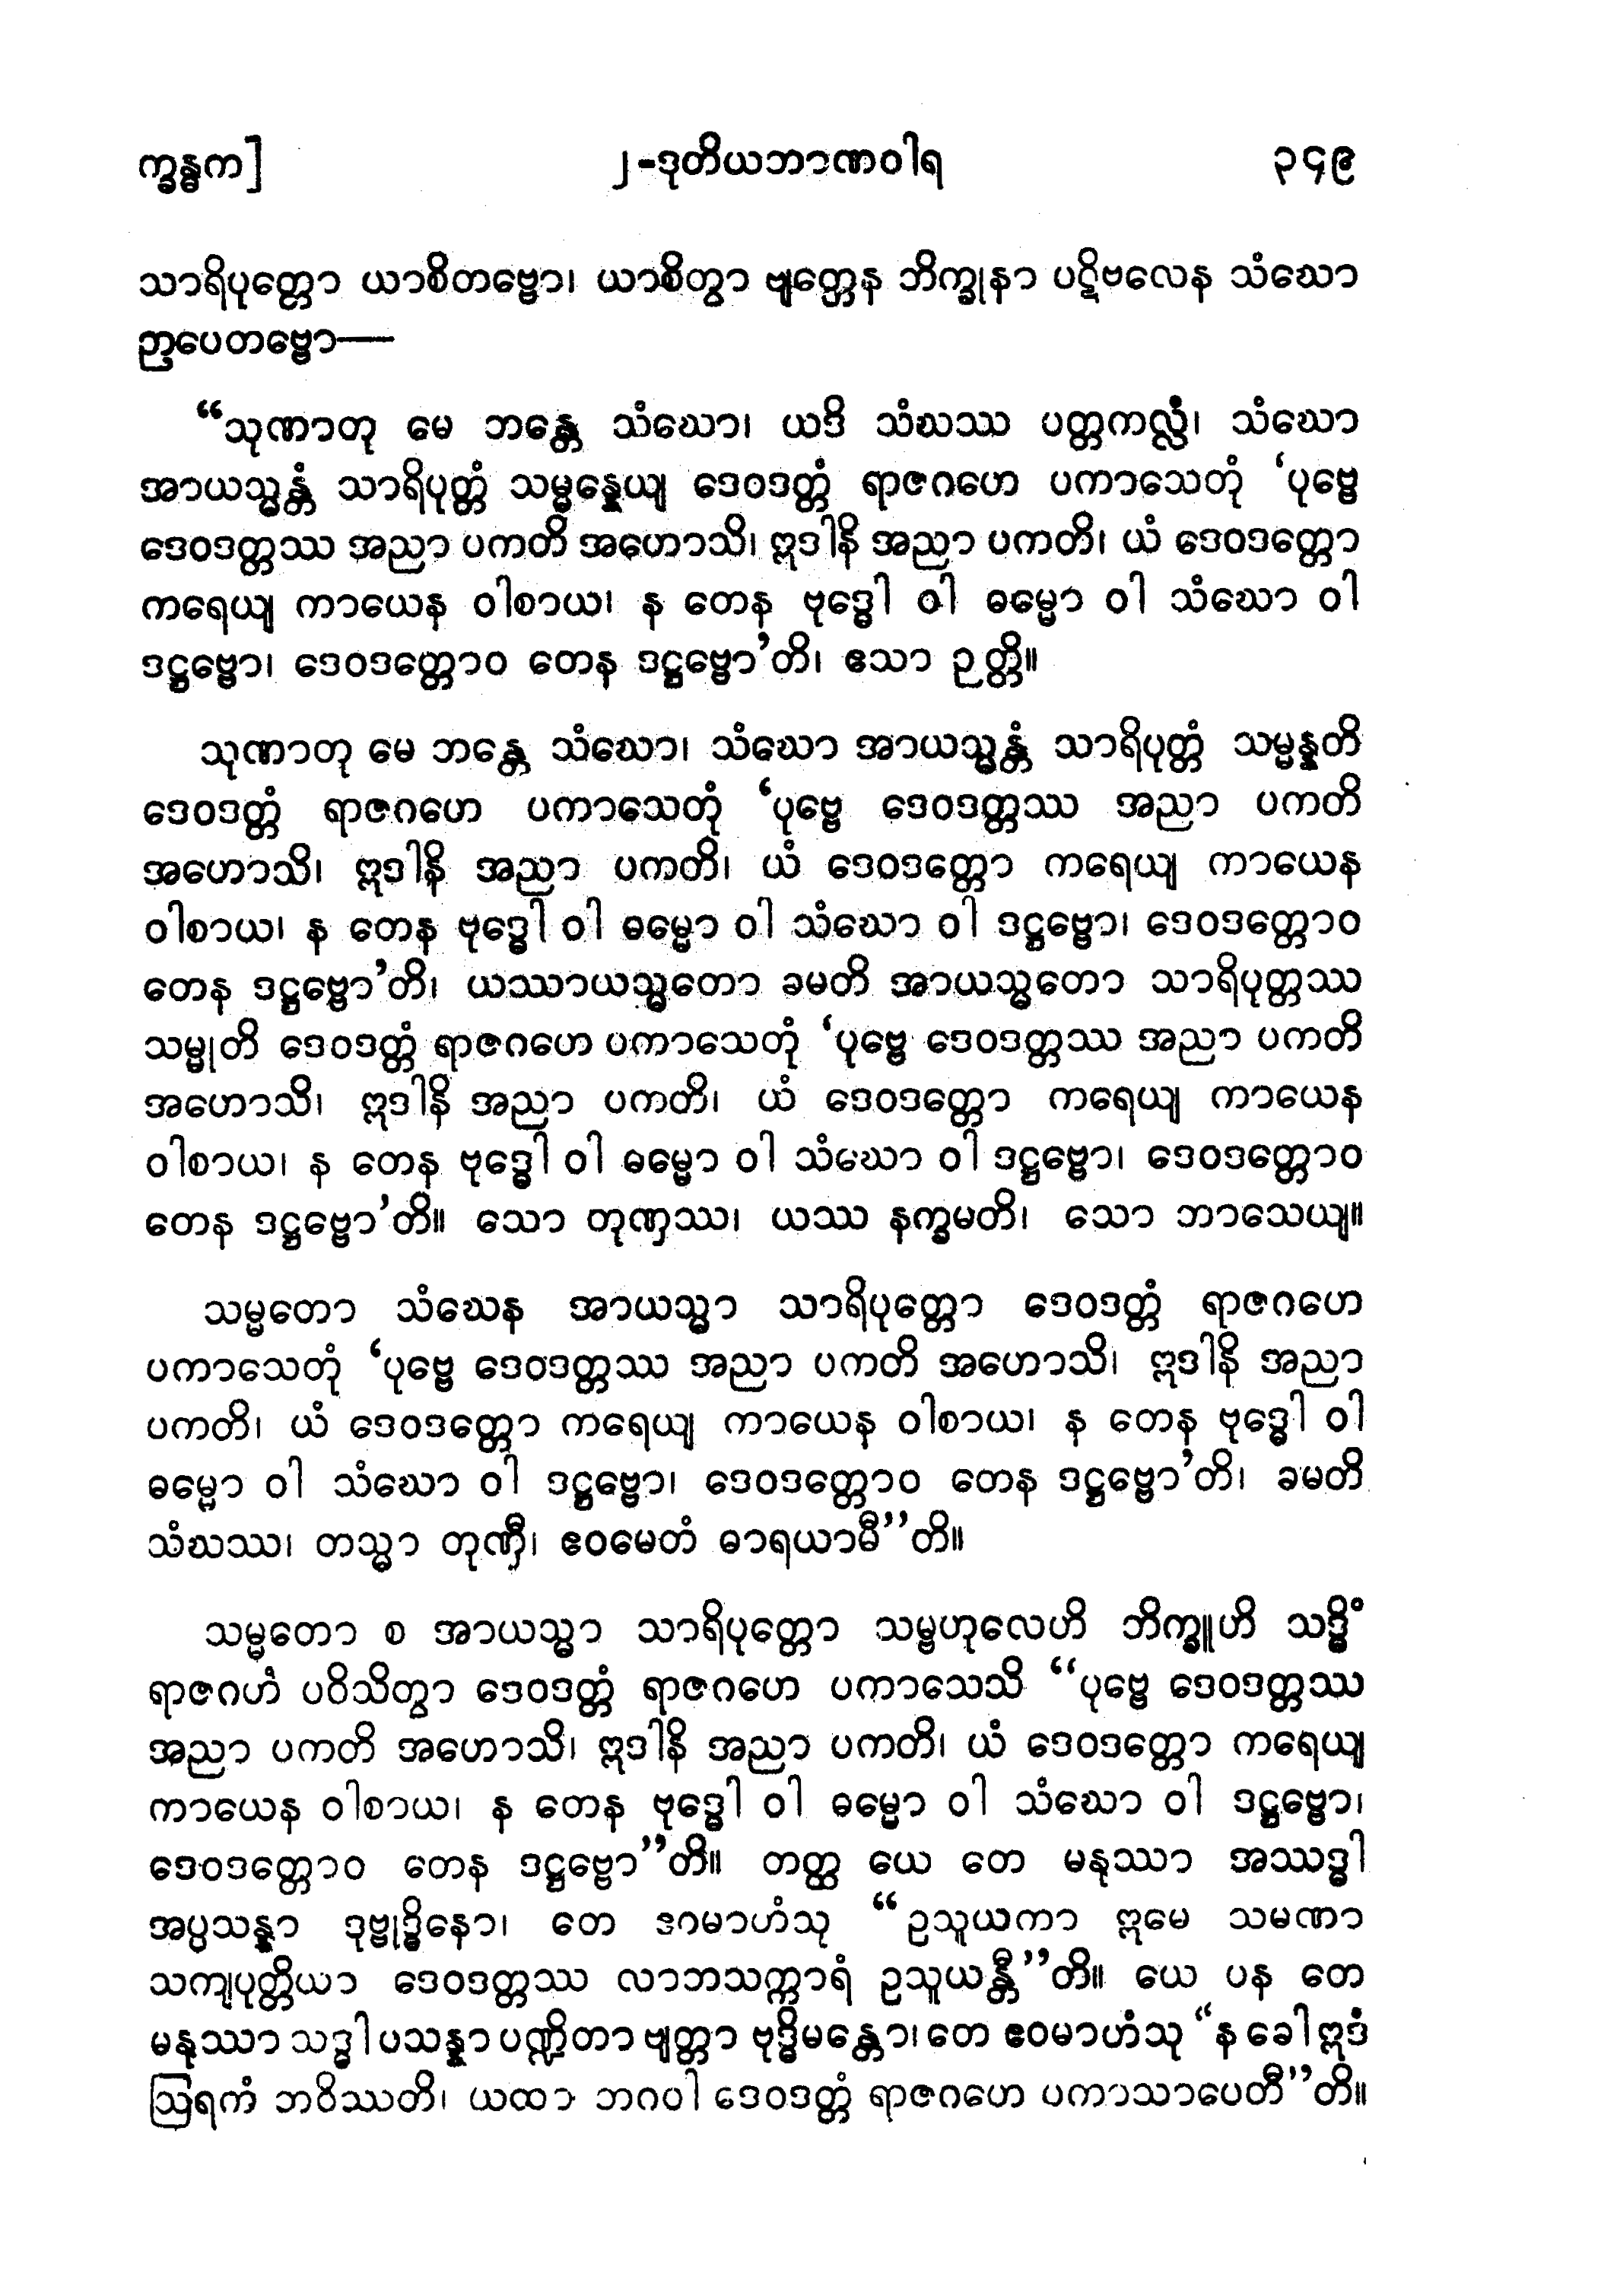 က္ခန္ဓက]
၂-ဒုတိယဘာဏဝါရ
၃၄၉
သာရိပုတ္တော ယာစိတဗ္ဗော၊ ယာစိတွာ ဗျတ္တေန ဘိက္ခုနာ ပဋိဗလေန သံဃော
ဉာပေတဗ္ဗော—
“သုဏာတု မေ ဘန္တေ သံဃော၊ ယဒိ သံဃဿ ပတ္တကလ္လံ၊ သံဃော
အာယသ္မန္တံ သာရိပုတ္တံ သမ္မန္နေယျ ဒေဝဒတ္တံ ရာဇဂဟေ ပကာသေတုံ ‘ပုဗ္ဗေ
ဒေဝဒတ္တဿ အညာ ပကတိ အဟောသိ၊ ဣဒါနိ အညာ ပကတိ၊ ယံ ဒေဝဒတ္တော
ကရေယျ ကာယေန ဝါစာယ၊ န တေန ဗုဒ္ဓေါ ဝါ ဓမ္မော ဝါ သံဃော ဝါ
ဒဋ္ဌဗ္ဗော၊ ဒေဝဒတ္တောဝ တေန ဒဋ္ဌဗ္ဗော’တိ၊ ဧသာ ဉတ္တိ။
သုဏာတု မေ ဘန္တေ သံဃော၊ သံဃော အာယသ္မန္တံ သာရိပုတ္တံ သမ္မန္နတိ
ဒေဝဒတ္တံ ရာဇဂဟေ ပကာသေတုံ ‘ပုဗ္ဗေ ဒေဝဒတ္တဿ အညာ ပကတိ
အဟောသိ၊ ဣဒါနိ အညာ ပကတိ၊ ယံ ဒေဝဒတ္တော ကရေယျ ကာယေန
ဝါစာယ၊ န တေန ဗုဒ္ဓေါ ဝါ ဓမ္မော ဝါ သံဃော ဝါ ဒဋ္ဌဗ္ဗော၊ ဒေဝဒတ္တောဝ
တေန ဒဋ္ဌဗ္ဗော’တိ၊ ယဿာယသ္မတော ခမတိ အာယသ္မတော သာရိပုတ္တဿ
သမ္မုတိ ဒေဝဒတ္တံ ရာဇဂဟေ ပကာသေတုံ ‘ပုဗ္ဗေ ဒေဝဒတ္တဿ အညာ ပကတိ
အဟောသိ၊ ဣဒါနိ အညာ ပကတိ၊ ယံ ဒေဝဒတ္တော ကရေယျ ကာယေန
ဝါစာယ၊ န တေန ဗုဒ္ဓေါ ဝါ ဓမ္မော ဝါ သံဃော ဝါ ဒဋ္ဌဗ္ဗော၊ ဒေဝဒတ္တောဝ
တေန ဒဋ္ဌဗ္ဗော’တိ။ သော တုဏှဿ၊ ယဿ နက္ခမတိ၊ သော ဘာသေယျ။
သမ္မတော သံဃေန အာယသ္မာ သာရိပုတ္တော ဒေဝဒတ္တံ ရာဇဂဟေ
ပကာသေတုံ ‘ပုဗ္ဗေ ဒေဝဒတ္တဿ အညာ ပကတိ အဟောသိ၊ ဣဒါနိ အညာ
ပကတိ၊ ယံ ဒေဝဒတ္တော ကရေယျ ကာယေန ဝါစာယ၊ န တေန ဗုဒ္ဓေါ ဝါ
ဓမ္မော ဝါ သံဃော ဝါ ဒဋ္ဌဗ္ဗော၊ ဒေဝဒတ္တောဝ တေန ဒဋ္ဌဗ္ဗော’တိ၊ ခမတိ
သံဃဿ၊ တသ္မာ တုဏှီ၊ ဧဝမေတံ ဓာရယာမီ”တိ။
သမ္မတော စ အာယသ္မာ သာရိပုတ္တော သမ္ဗဟုလေဟိ ဘိက္ခူဟိ သဒ္ဓိံ
ရာဇဂဟံ ပဝိသိတွာ ဒေဝဒတ္တံ ရာဇဂဟေ ပကာသေသိ “ပုဗ္ဗေ ဒေဝဒတ္တဿ
အညာ ပကတိ အဟောသိ၊ ဣဒါနိ အညာ ပကတိ၊ ယံ ဒေဝဒတ္တော ကရေယျ
ကာယေန ဝါစာယ၊ န တေန ဗုဒ္ဓေါ ဝါ ဓမ္မော ဝါ သံဃော ဝါ ဒဋ္ဌဗ္ဗော၊
ဒေဝဒတ္တောဝ တေန ဒဋ္ဌဗ္ဗော”တိ။ တတ္ထ ယေ တေ မနုဿာ အဿဒ္ဓါ
အပ္ပသန္နာ ဒုဗ္ဗုဒ္ဓိနော၊ တေ ဧဝမာဟံသု “ဥသူယကာ ဣမေ သမဏာ
သကျပုတ္တိယာ ဒေဝဒတ္တဿ လာဘသက္ကာရံ ဥသူယန္တီ”တိ။ ယေ ပန တေ
မနုဿာ သဒ္ဓါ ပသန္နာ ပဏ္ဍိတာ ဗျတ္တာ ဗုဒ္ဓိမန္တော၊ တေ ဧဝမာဟံသု “န ခေါ ဣဒံ
ဩရကံ ဘဝိဿတိ၊ ယထာ ဘဂဝါ ဒေဝဒတ္တံ ရာဇဂဟေ ပကာသာပေတီ”တိ။